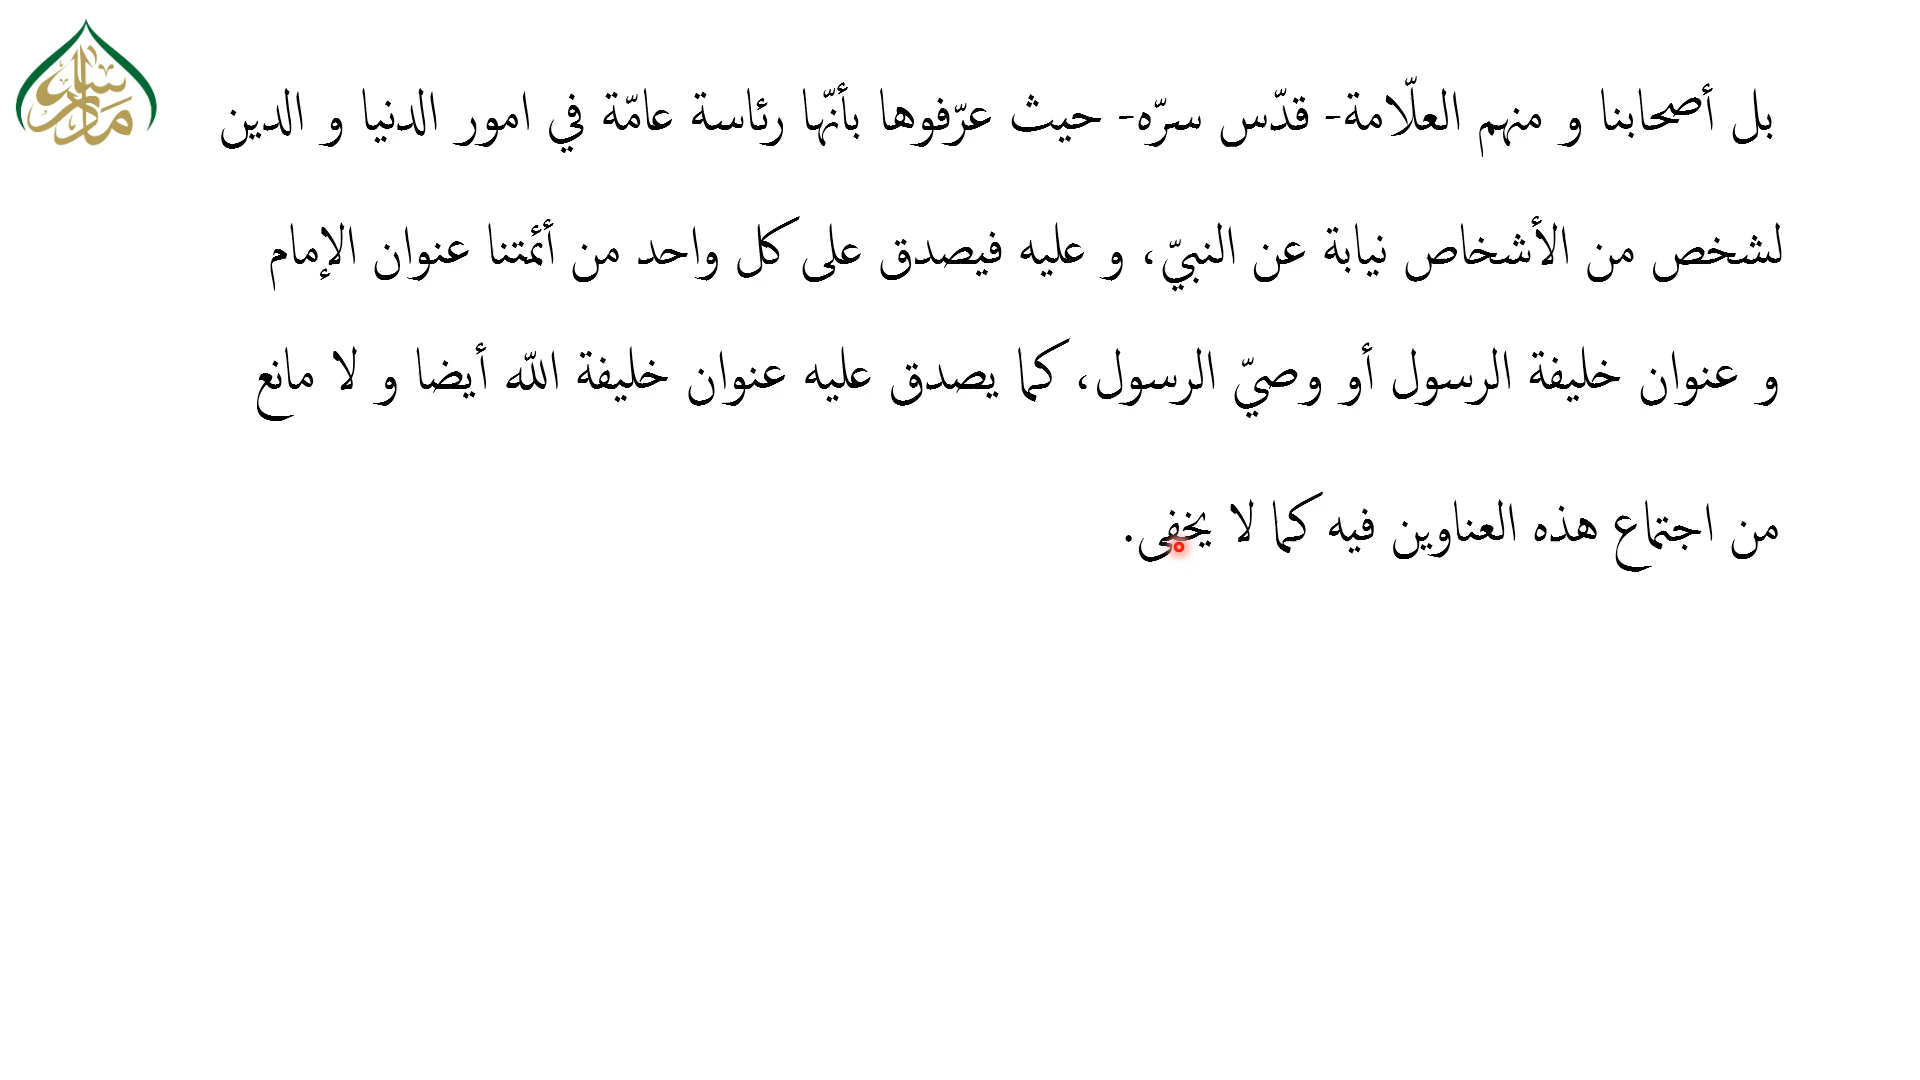 بل أصحابنا و منهم العلّامة- قدّس سرّه- حيث عرّفوها بأنّها رئاسة عامّة في امور الدنيا و الدين
لشخص من الأشخاص نيابة عن النبيّ، و عليه فيصدق على كل واحد من أئمتنا عنوان الإمام
و عنوان خليفة الرسول أو وصيّ الرسول، كما يصدق عليه عنوان خليفة اللّه أيضا و لا مانع
من اجتماع هذه العناوين فيه كما لا يخفى.